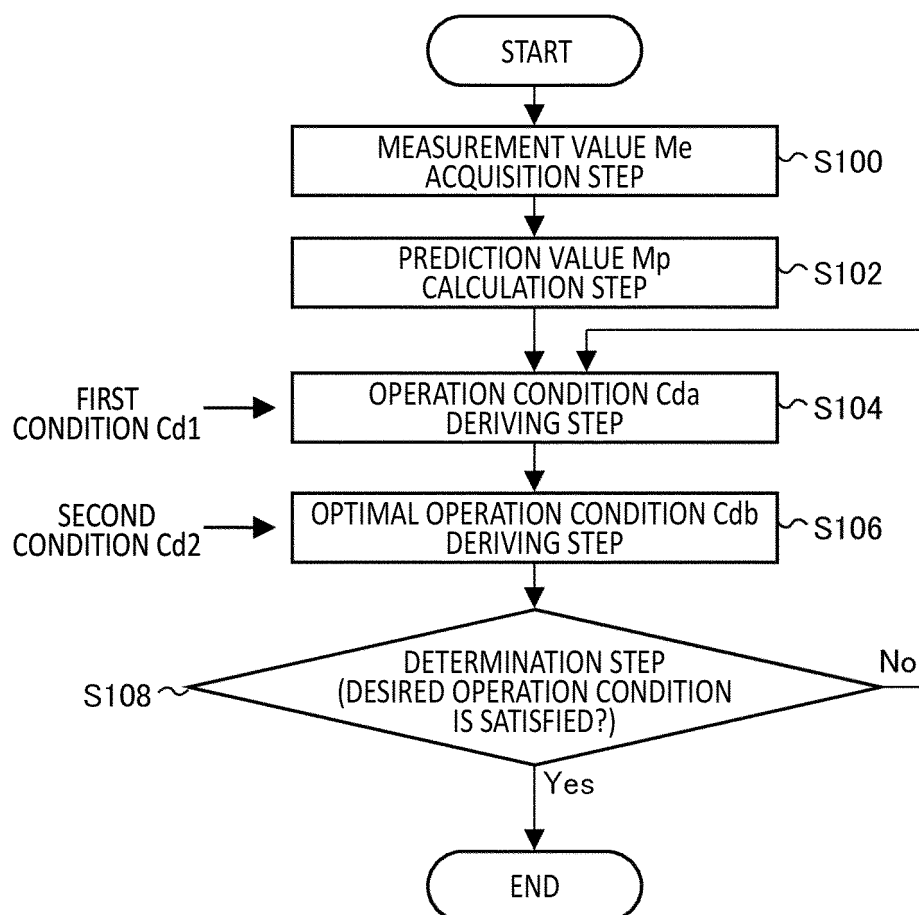 START
MEASUREMENT VALUE Me
ACQUISITION STEP
S100
PREDICTION VALUE Mp
CALCULATION STEP
S102
FIRST
CONDITION Cd1
OPERATION CONDITION Cda
DERIVING STEP
S104
SECOND
CONDITION Cd2
OPTIMAL OPERATION CONDITION Cdb
DERIVING STEP
S106
S108
DETERMINATION STEP
(DESIRED OPERATION CONDITION
IS SATISFIED?)
No
Yes
END